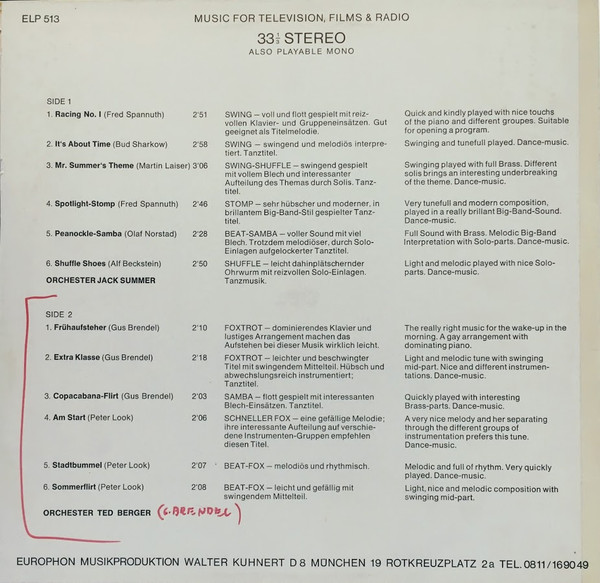 ELP 513
MUSIC FOR TELEVISION, FILMS & RADIO
33⅓ STEREO
ALSO PLAYABLE MONO
SIDE 1
1. Racing No. I (Fred Spannuth) 2'51 SWING – voll und flott gespielt mit reiz- Quick and kindly played with nice touchs
vollen Klavier- und Gruppeneinsätzen. Gut of the piano and different groupes. Suitable
geeignet als Titelmelodie. for opening a program.
2. It's About Time (Bud Sharkow) 2'58 SWING – swingend und melodiös interpre- Swinging and tunefull played. Dance-music.
tiert. Tanztitel.
3. Mr. Summer's Theme (Martin Laiser) 3'06 SWING-SHUFFLE – swingend gespielt Swinging played with full Brass. Different
mit vollem Blech und interessanter solis brings an interesting underbreaking
Aufteilung des Themas durch Solis. Tanz- of the theme. Dance-music.
titel.
4. Spotlight-Stomp (Fred Spannuth) 2'46 STOMP – sehr hübscher und moderner, in Very tunefull and modern composition,
brillantem Big-Band-Stil gespielter Tanz- played in a really brillant Big-Band-Sound.
titel. Dance-music.
5. Peanockle-Samba (Olaf Norstad) 2'28 BEAT-SAMBA – voller Sound mit viel Full Sound with Brass. Melodic Big-Band
Blech. Trotzdem melodiöser, durch Solo- Interpretation with Solo-parts. Dance-music.
Einlagen aufgelockerter Tanztitel.
6. Shuffle Shoes (Alf Beckstein) 2'50 SHUFFLE – leicht dahinplätschernder Light and melodic played with nice Solo-
Ohrwurm mit reizvollen Solo-Einlagen. parts. Dance-music.
ORCHESTER JACK SUMMER Tanzmusik.
SIDE 2
1. Frühaufsteher (Gus Brendel) 2'10 FOXTROT – dominierendes Klavier und The really right music for the wake-up in the
lustiges Arrangement machen das morning. A gay arrangement with
Aufstehen bei dieser Musik wirklich leicht. dominating piano.
2. Extra Klasse (Gus Brendel) 2'18 FOXTROT – leichter und beschwingter Light and melodic tune with swinging
Titel mit swingendem Mittelteil. Hübsch und mid-part. Nice and different instrumen-
abwechslungsreich instrumentiert; tations. Dance-music.
Tanztitel.
3. Copacabana-Flirt (Gus Brendel) 2'03 SAMBA – flott gespielt mit interessanten Quickly played with interesting
Blech-Einsätzen. Tanztitel. Brass-parts. Dance-music.
4. Am Start (Peter Look) 2'06 SCHNELLER FOX – eine gefällige Melodie; A very nice melody and her separating
ihre interessante Aufteilung auf verschie- through the different groups of
dene Instrumenten-Gruppen empfehlen instrumentation prefers this tune.
diesen Titel. Dance-music.
5. Stadtbummel (Peter Look) 2'07 BEAT-FOX – melodiös und rhythmisch. Melodic and full of rhythm. Very quickly
played. Dance-music.
6. Sommerflirt (Peter Look) 2'08 BEAT-FOX – leicht und gefällig mit Light, nice and melodic composition with
swingendem Mittelteil. swinging mid-part.
ORCHESTER TED BERGER (G. BRENDEL)
EUROPHON MUSIKPRODUKTION WALTER KUHNERT D 8 MÜNCHEN 19 ROTKREUZPLATZ 2a TEL. 0811/169049